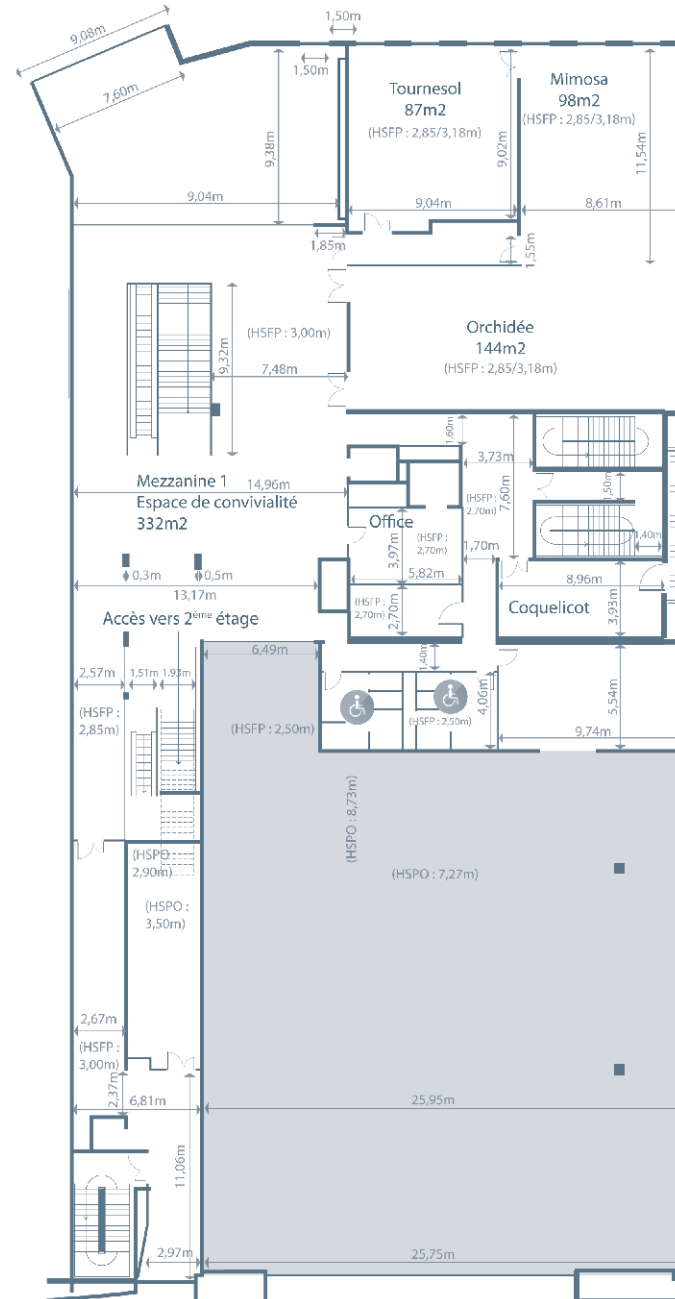 1,50m
9,08m
1,50m
7,60m
Tournesol
87m2
(HSFP : 2,85/3,18m)
Mimosa
98m2
(HSFP : 2,85/3,18m)
9,38m
9,02m
11,54m
9,04m
9,04m
8,61m
1,85m
1,55m
(HSFP : 3,00m)
9,32m
7,48m
Orchidée
144m2
(HSFP : 2,85/3,18m)
1,60m
3,73m
(HSFP :
2,70m)
7,60m
1,50m
1,40m
14,96m
Mezzanine 1
Espace de convivialité
332m2
Office
(HSFP :
2,70m)
3,97m
5,82m
1,70m
0,3m
0,5m
13,17m
(HSFP :
2,70m)
2,70m
8,96m
Coquelicot
3,93m
Accès vers 2ème étage
6,49m
1,40m
2,57m
1,51m
1.93m
(HSFP :
2,85m)
(HSFP : 2,50m)
(HSFP : 2,50m)
4,06m
5,54m
9,74m
(HSPO : 8,73m)
(HSPO :
2,90m)
(HSPO : 7,27m)
(HSPO :
3,50m)
2,67m
(HSFP :
3,00m)
2,37m
6,81m
25,95m
11,06m
2,97m
25,75m